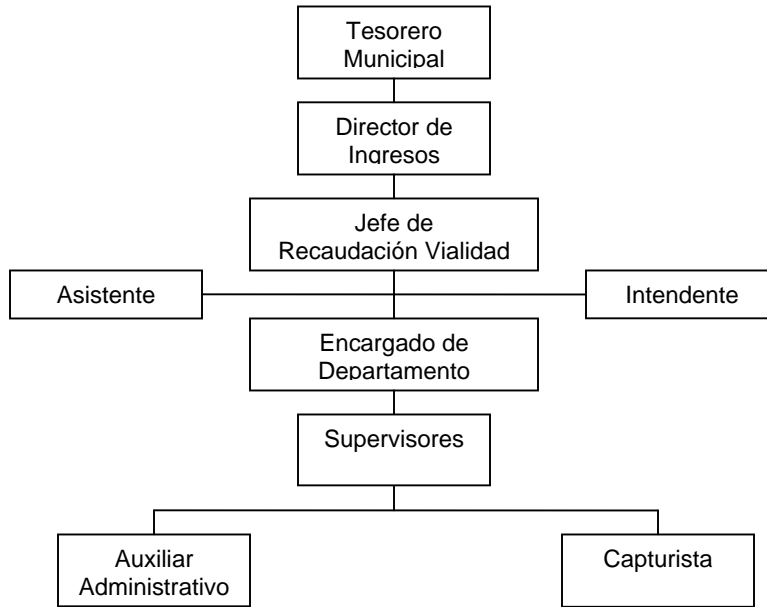 Tesorero
Municipal
Director de
Ingresos
Jefe de
Recaudación Vialidad
Asistente
Intendente
Encargado de
Departamento
Supervisores
Auxiliar
Administrativo
Capturista